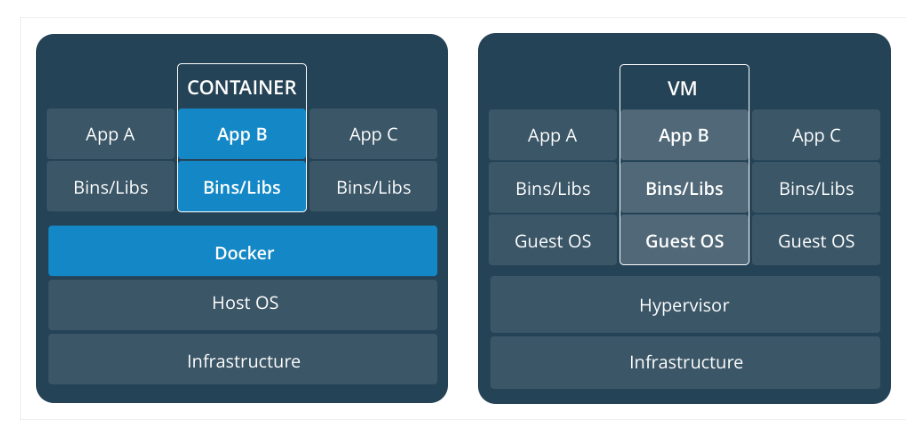 CONTAINER
App A App B App C
Bins/Libs Bins/Libs Bins/Libs
Docker
Host OS
Infrastructure
VM
App A App B App C
Bins/Libs Bins/Libs Bins/Libs
Guest OS Guest OS Guest OS
Hypervisor
Infrastructure